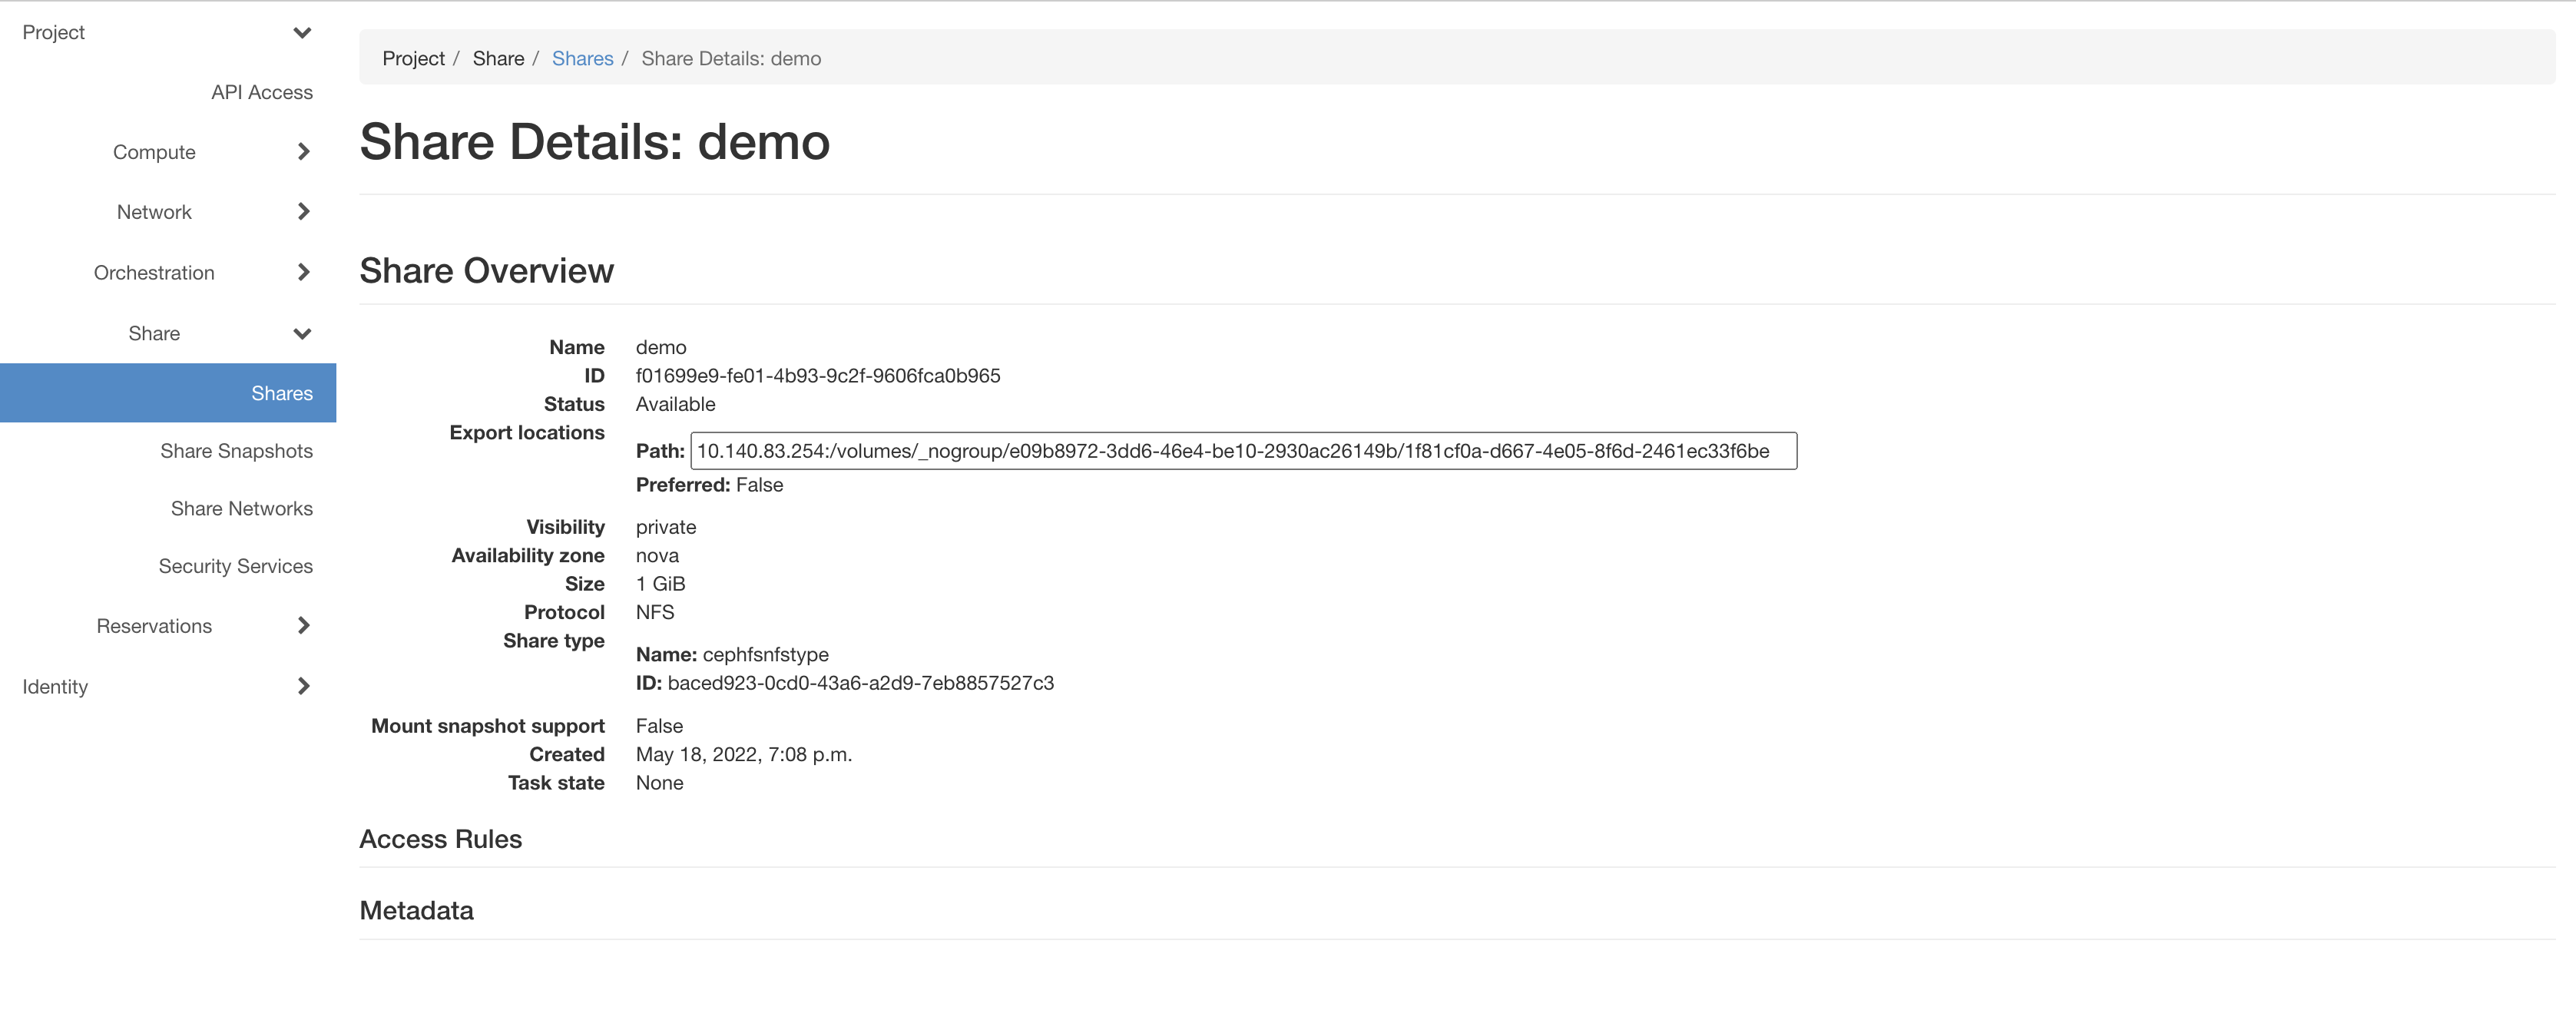 Project
API Access
Compute
Network
Orchestration
Share
Shares
Share Snapshots
Share Networks
Security Services
Reservations
Identity
Project / Share / Shares / Share Details: demo
Share Details: demo
Share Overview
Name demo
ID f01699e9-fe01-4b93-9c2f-9606fca0b965
Status Available
Export locations
Path: 10.140.83.254:/volumes/_nogroup/e09b8972-3dd6-46e4-be10-2930ac26149b/1f81cf0a-d667-4e05-8f6d-2461ec33f6be
Preferred: False
Visibility private
Availability zone nova
Size 1 GiB
Protocol NFS
Share type
Name: cephfsnfstype
ID: baced923-0cd0-43a6-a2d9-7eb8857527c3
Mount snapshot support False
Created May 18, 2022, 7:08 p.m.
Task state None
Access Rules
Metadata